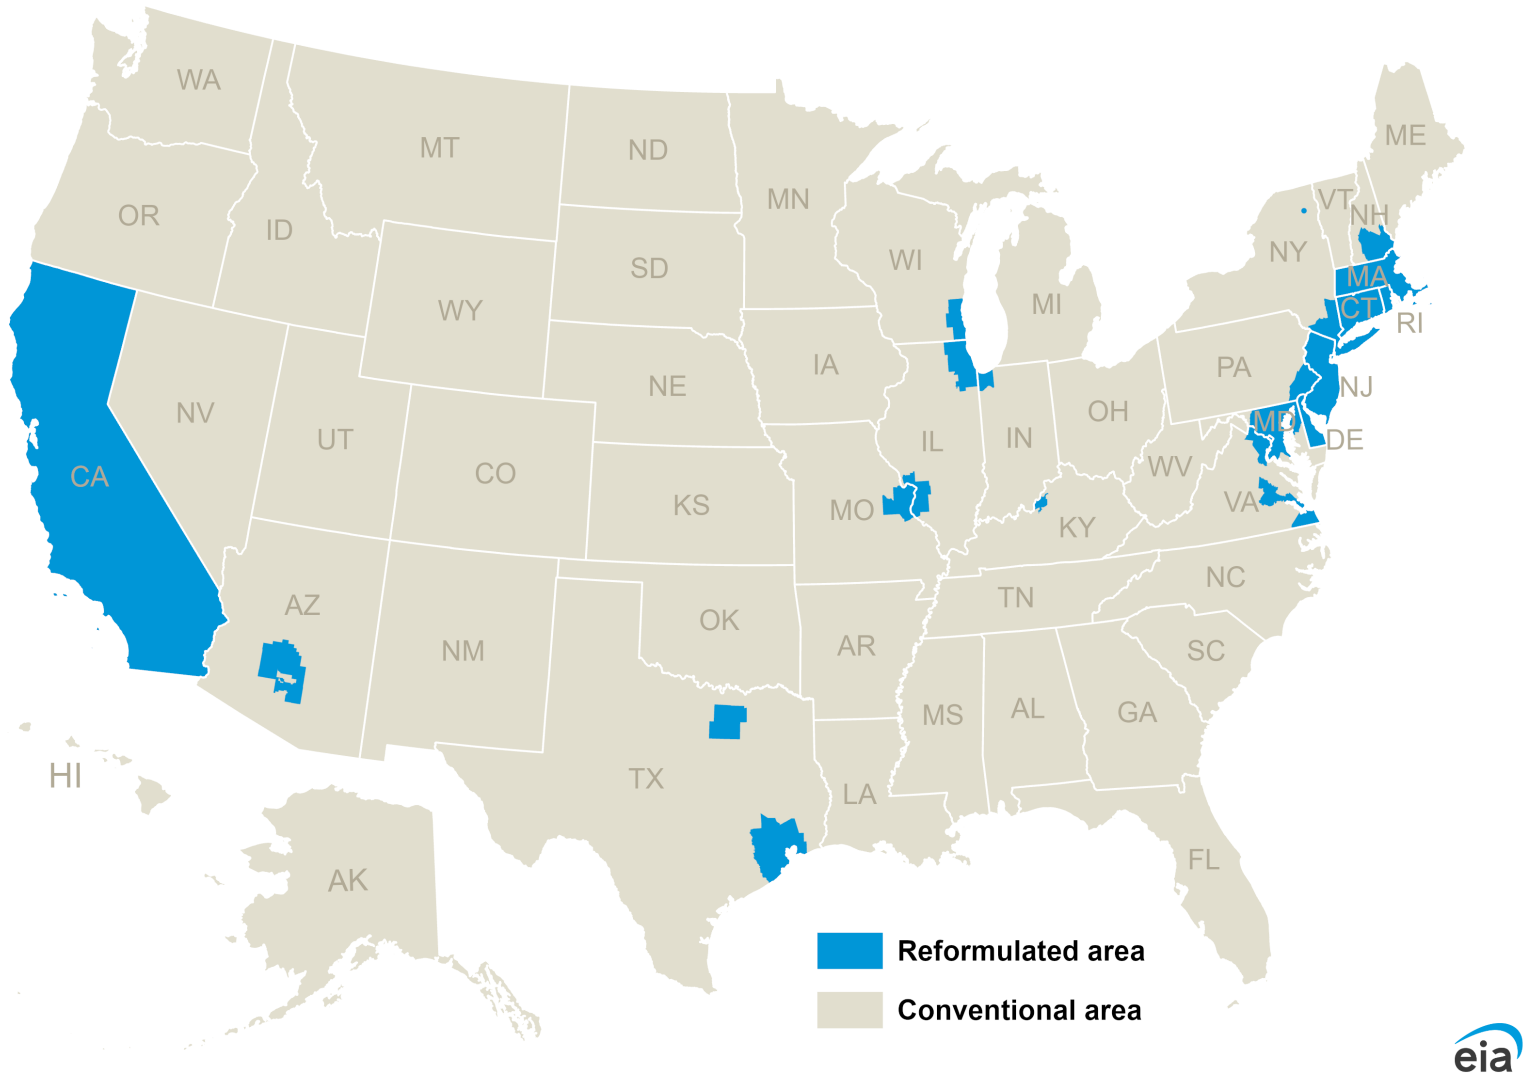 WA
MT
ND
MN
ME
OR
ID
VT
NH
SD
WI
NY
MA
WY
MI
CT
RI
IA
PA
NE
NJ
NV
OH
UT
IL
IN
MD
DE
CA
CO
WV
KS
MO
VA
KY
AZ
NC
TN
OK
NM
AR
SC
MS
AL
GA
HI
TX
LA
AK
FL
Reformulated area
Conventional area
eia